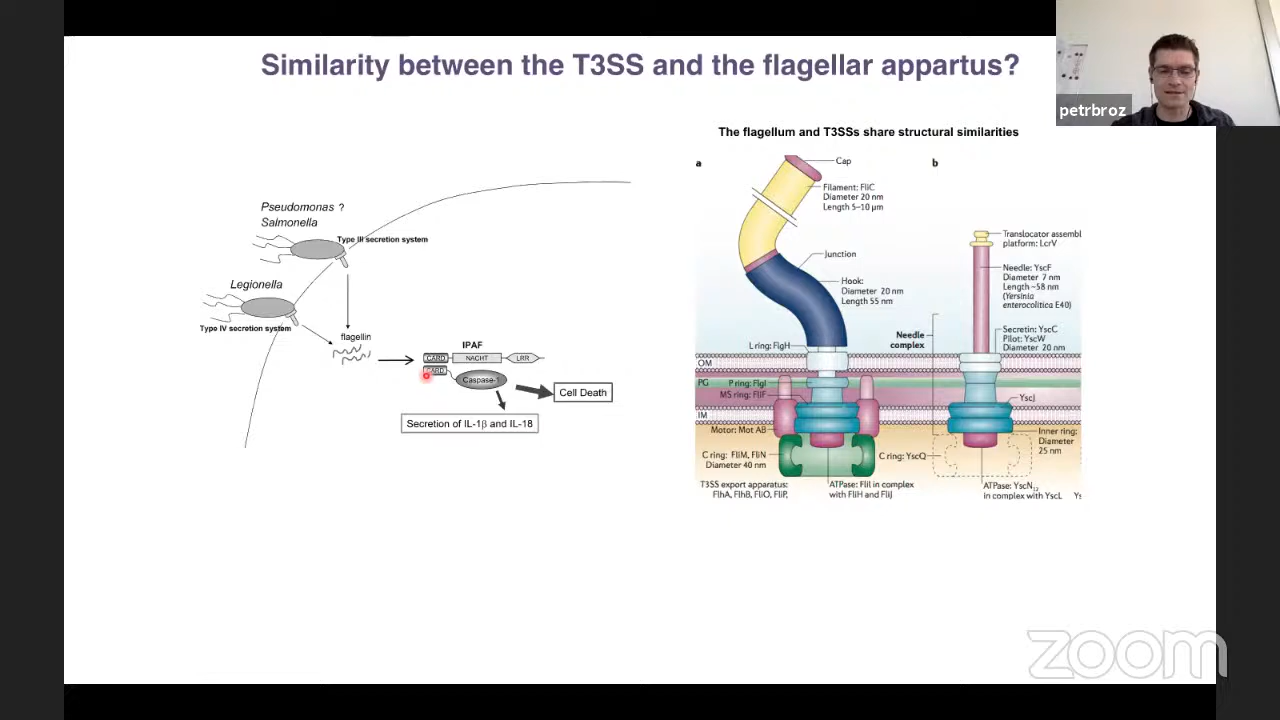 Similarity between the T3SS and the flagellar appartus?
petrbroz
The flagellum and T3SSs share structural similarities
Pseudomonas ?
Salmonella
Type III secretion system
Legionella
Type IV secretion system
flagellin
IPAF
CARD
NACHT
LRR
CARD
Caspase-1
Cell Death
Secretion of IL-1β and IL-18
a
Cap
Filament: FliC
Diameter 20 nm
Length 5–10 μm
Junction
Hook:
Diameter 20 nm
Length 55 nm
L ring: FlgH
OM
PG
P ring: FlgI
MS ring: FliF
IM
Motor: Mot AB
C ring: FliM, FliN
Diameter 40 nm
T3SS export apparatus:
FlhA, FlhB, FliO, FliP,
ATPase: FliI in complex
with FliH and FliJ
b
Translocator assembl
platform: LcrV
Needle: YscF
Diameter 7 nm
Length ~58 nm
(Yersinia
enterocolitica E40)
Needle
complex
Secretin: YscC
Pilot: YscW
Diameter 20 nm
YscJ
C ring: YscQ
Inner ring:
Diameter
25 nm
ATPase: YscN12
in complex with YscL
Ys
zoom